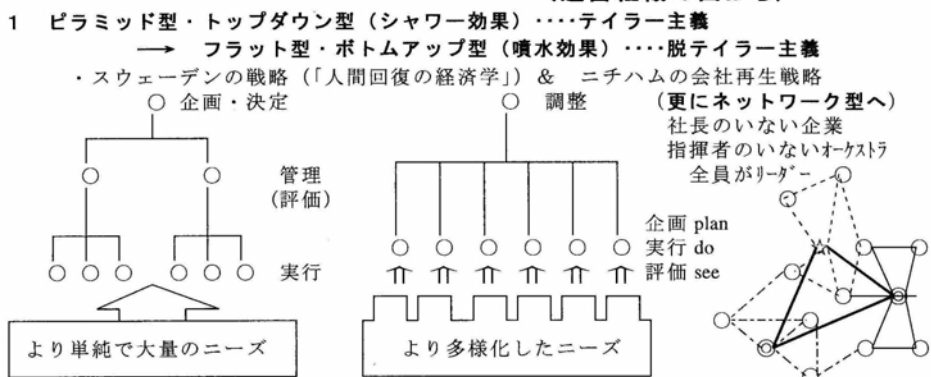 1 ピラミッド型・トップダウン型（シャワー効果）‥‥テイラー主義
→ フラット型・ボトムアップ型（噴水効果）‥‥脱テイラー主義
・スウェーデンの戦略（「人間回復の経済学」）& ニチハムの会社再生戦略
企画・決定
調整
（更にネットワーク型へ）
社長のいない企業
指揮者のいないオーケストラ
全員がリーダー
管理
（評価）
実行
企画 plan
実行 do
評価 see
より単純で大量のニーズ
より多様化したニーズ